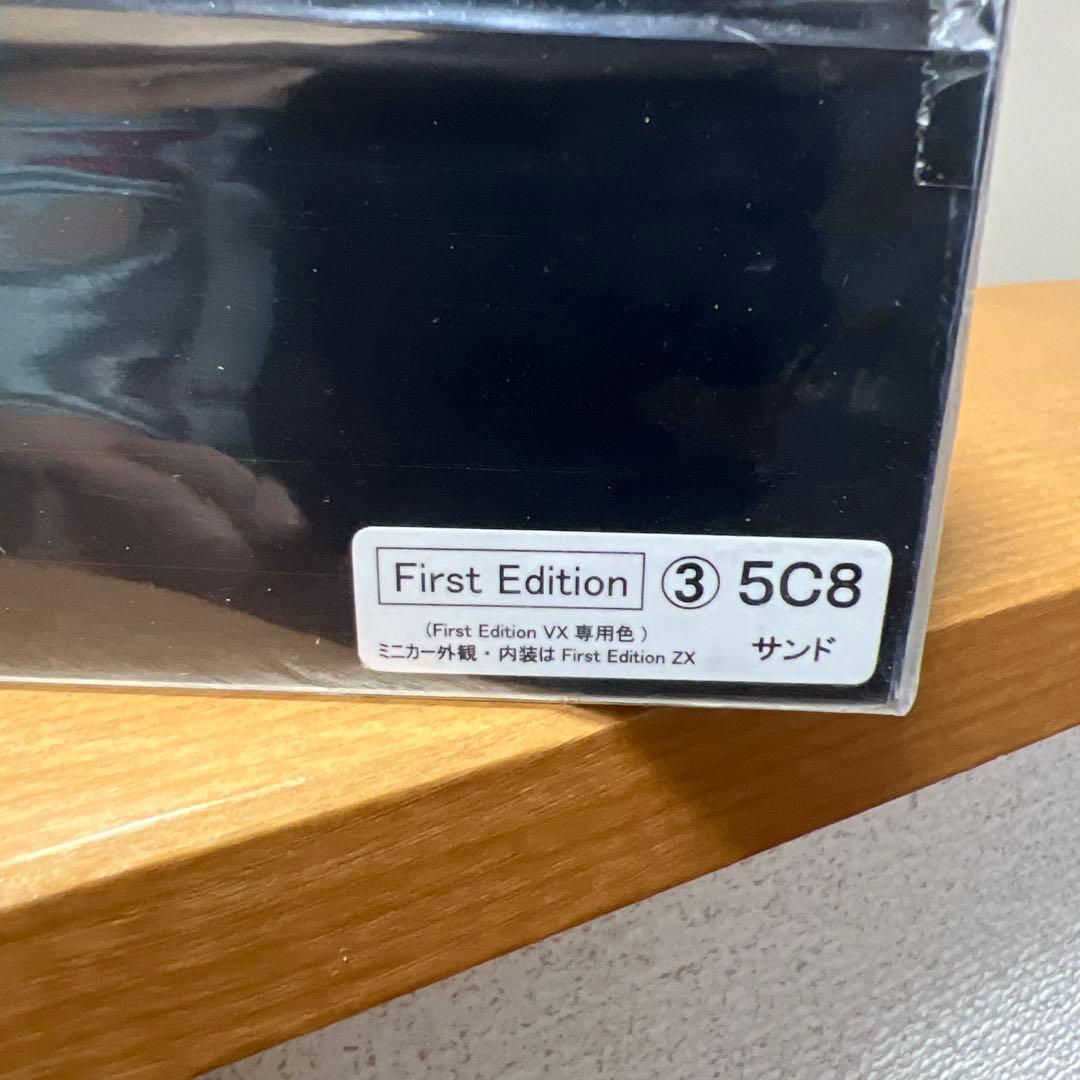 First Edition ③ 5C8
(First Edition VX 専用色 )
ミニカー外観・内装は First Edition ZX
サンド